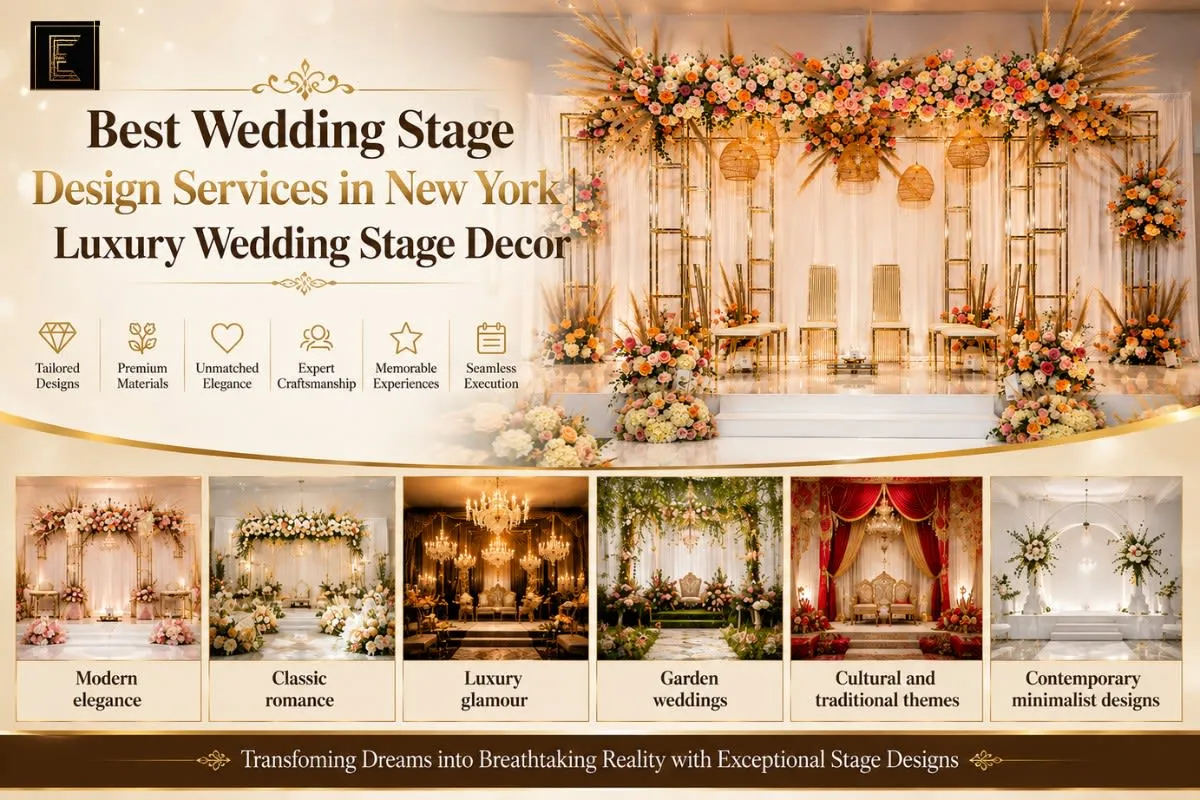 E
Best Wedding Stage
Design Services in New York
Luxury Wedding Stage Decor
Tailored
Designs
Premium
Materials
Unmatched
Elegance
Expert
Craftsmanship
Memorable
Experiences
Seamless
Execution
Modern
elegance
Classic
romance
Luxury
glamour
Garden
weddings
Cultural and
traditional themes
Contemporary
minimalist designs
Transfoming Dreams into Breathtaking Reality with Exceptional Stage Designs